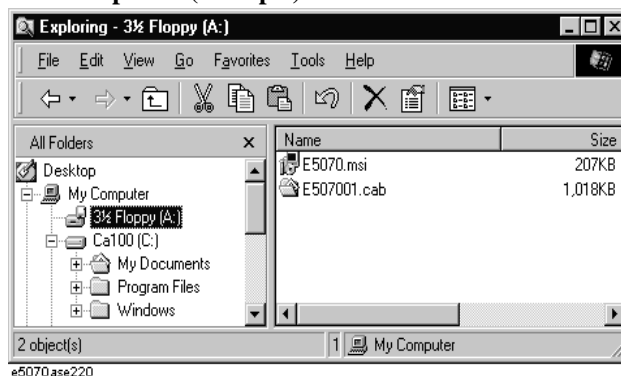 Exploring - 3½ Floppy (A:)
File Edit View Go Favorites Tools Help
All Folders x
Desktop
My Computer
3½ Floppy (A:)
Ca100 (C:)
My Documents
Program Files
Windows
Name Size
E5070.msi 207KB
E507001.cab 1,018KB
2 object(s) 1 My Computer
e5070ase220